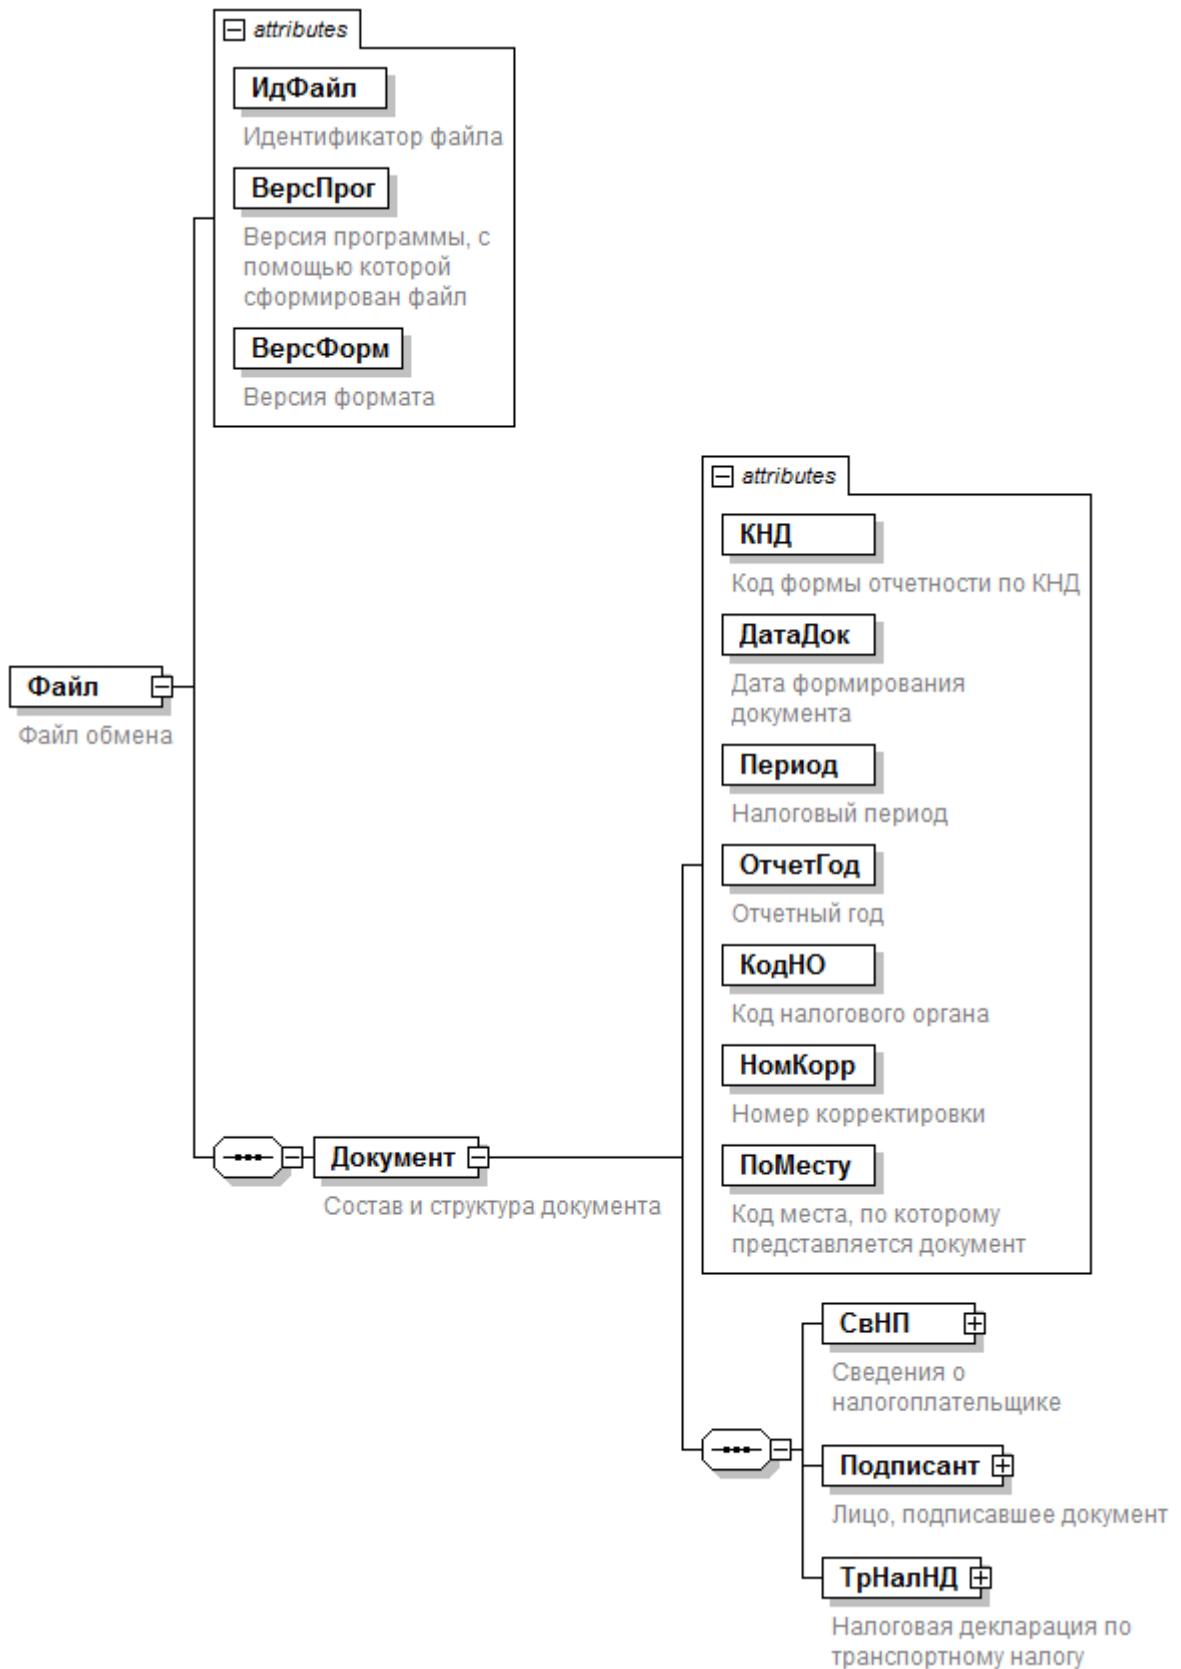 attributes
ИдФайл
Идентификатор файла
ВерсПрог
Версия программы, с
помощью которой
сформирован файл
ВерсФорм
Версия формата
attributes
КНД
Код формы отчетности по КНД
ДатаДок
Дата формирования
документа
Файл
Файл обмена
Период
Налоговый период
ОтчетГод
Отчетный год
КодНО
Код налогового органа
НомКорр
Номер корректировки
Документ
Состав и структура документа
ПоМесту
Код места, по которому
представляется документ
СвНП
Сведения о
налогоплательщике
Подписант
Лицо, подписавшее документ
ТрНалНД
Налоговая декларация по
транспортному налогу